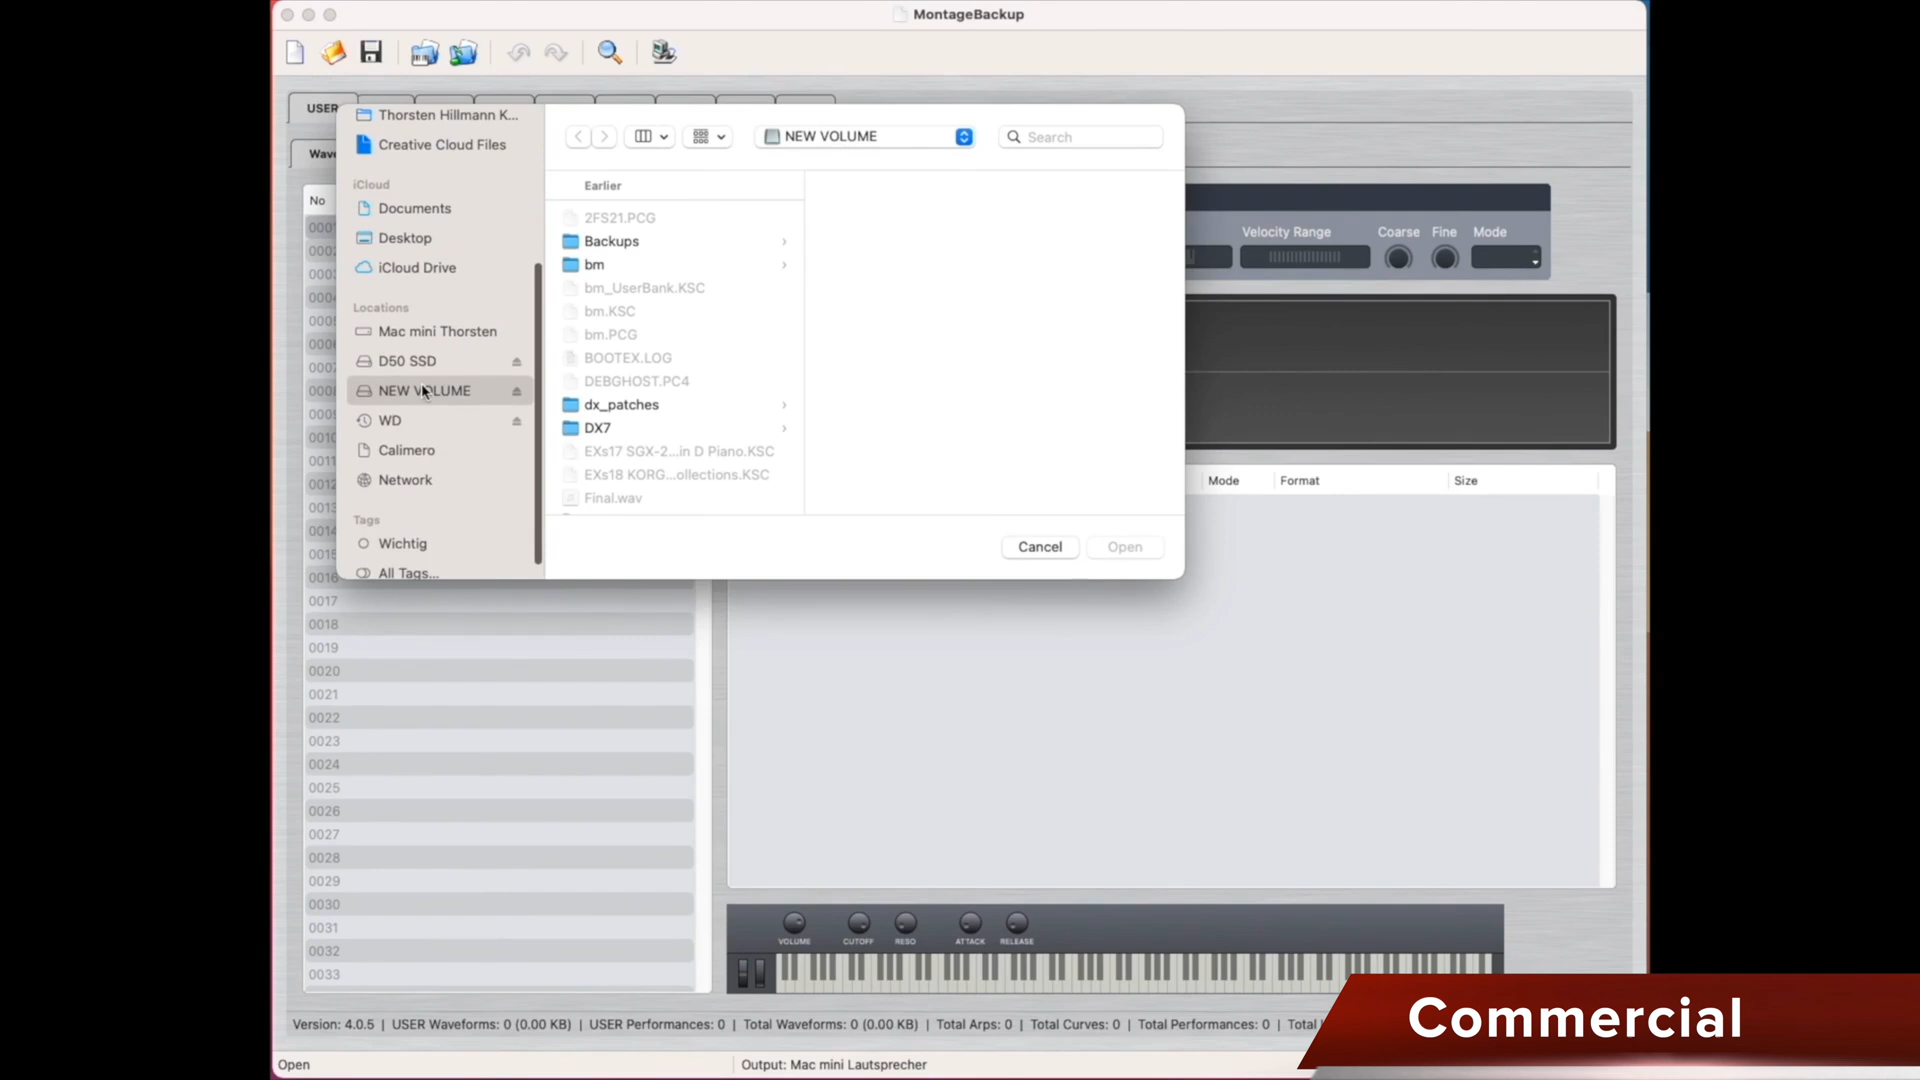 MontageBackup
USER
Wave
No
Thorsten Hillmann K...
Creative Cloud Files
iCloud
Documents
Desktop
iCloud Drive
Locations
Mac mini Thorsten
D50 SSD
NEW VOLUME
WD
Calimero
Network
Tags
Wichtig
All Tags...
NEW VOLUME
Search
Earlier
2FS21.PCG
Backups
bm
bm_UserBank.KSC
bm.KSC
bm.PCG
BOOTEX.LOG
DEBGHOST.PC4
dx_patches
DX7
EXs17 SGX-2...in D Piano.KSC
EXs18 KORG...ollections.KSC
Final.wav
Cancel
Open
Velocity Range
Coarse
Fine
Mode
Mode
Format
Size
0017
0018
0019
0020
0021
0022
0023
0024
0025
0026
0027
0028
0029
0030
0031
0032
0033
VOLUME
CUTOFF
RESO
ATTACK
RELEASE
Version: 4.0.5 | USER Waveforms: 0 (0.00 KB) | USER Performances: 0 | Total Waveforms: 0 (0.00 KB) | Total Arps: 0 | Total Curves: 0 | Total Performances: 0 | Total
Open
Output: Mac mini Lautsprecher
Commercial